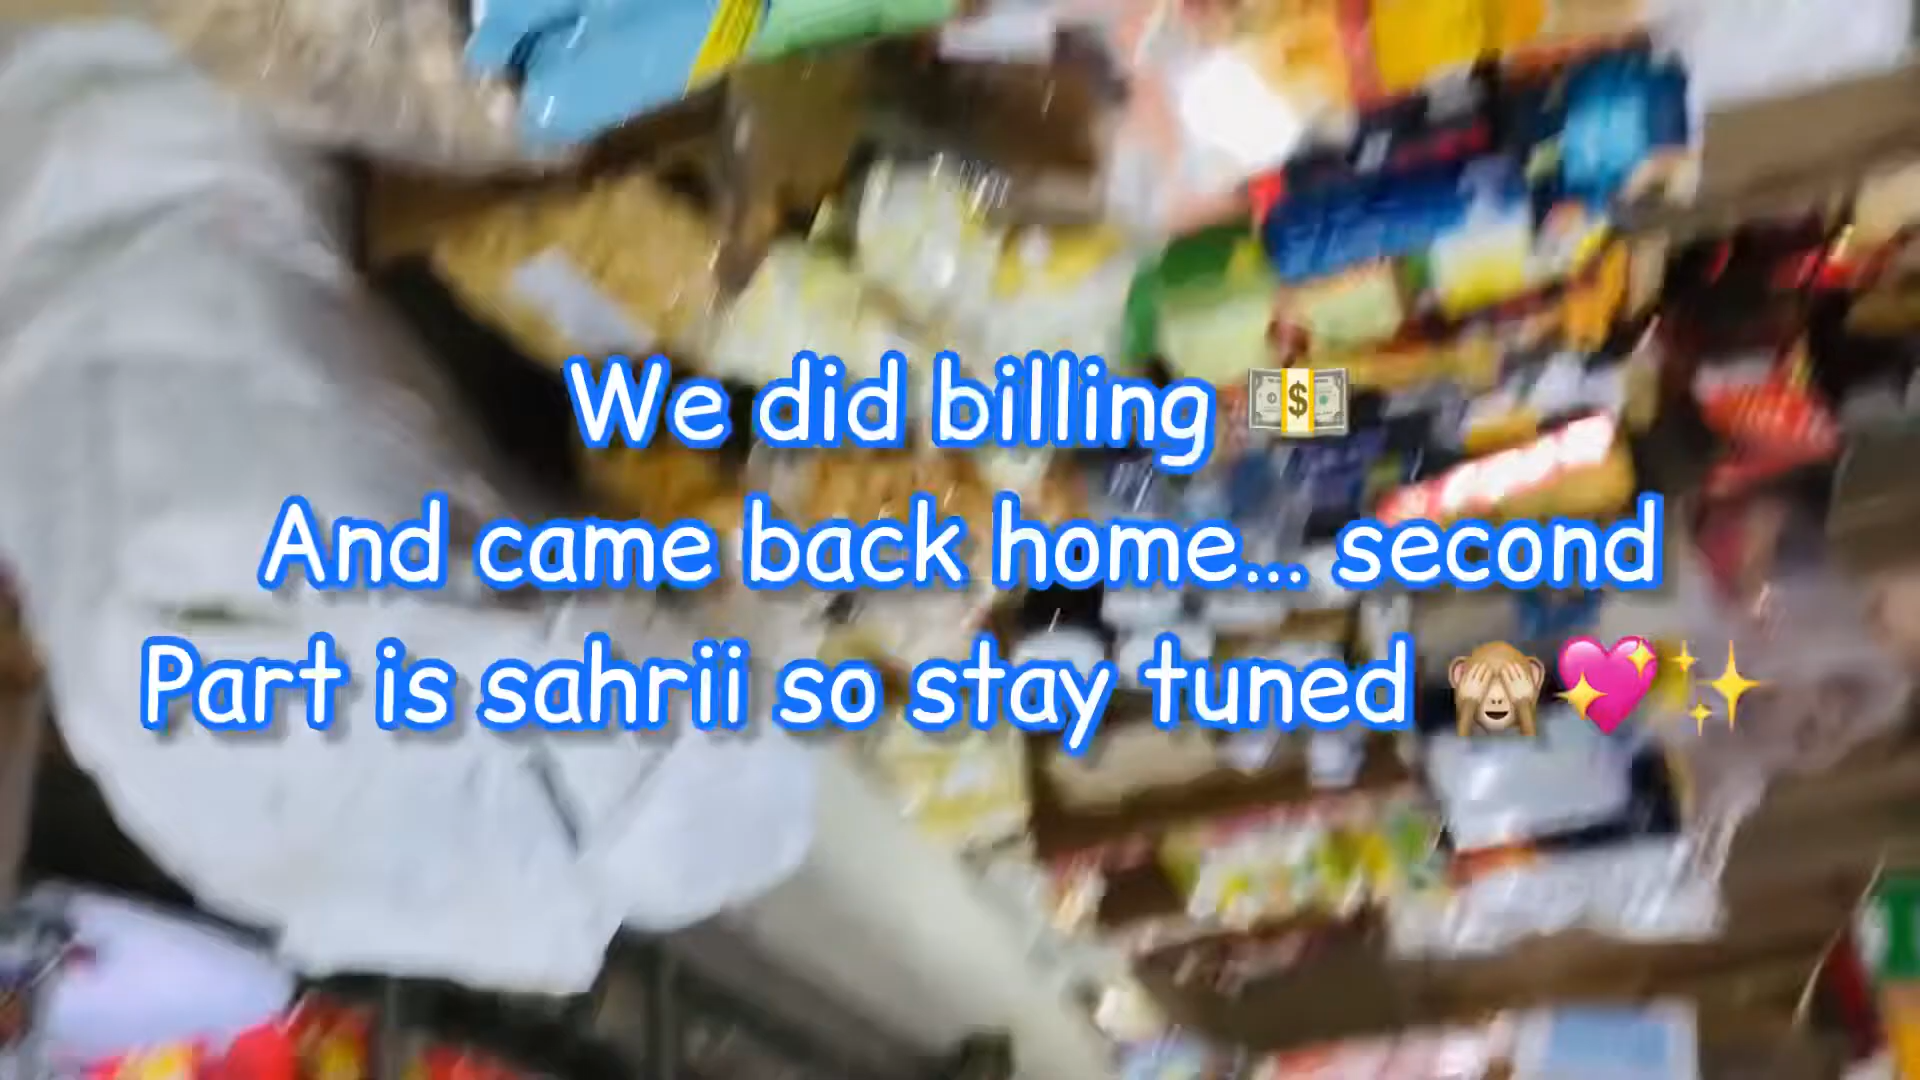 We did billing 💵
And came back home... second
Part is sahrii so stay tuned 🙈💖✨